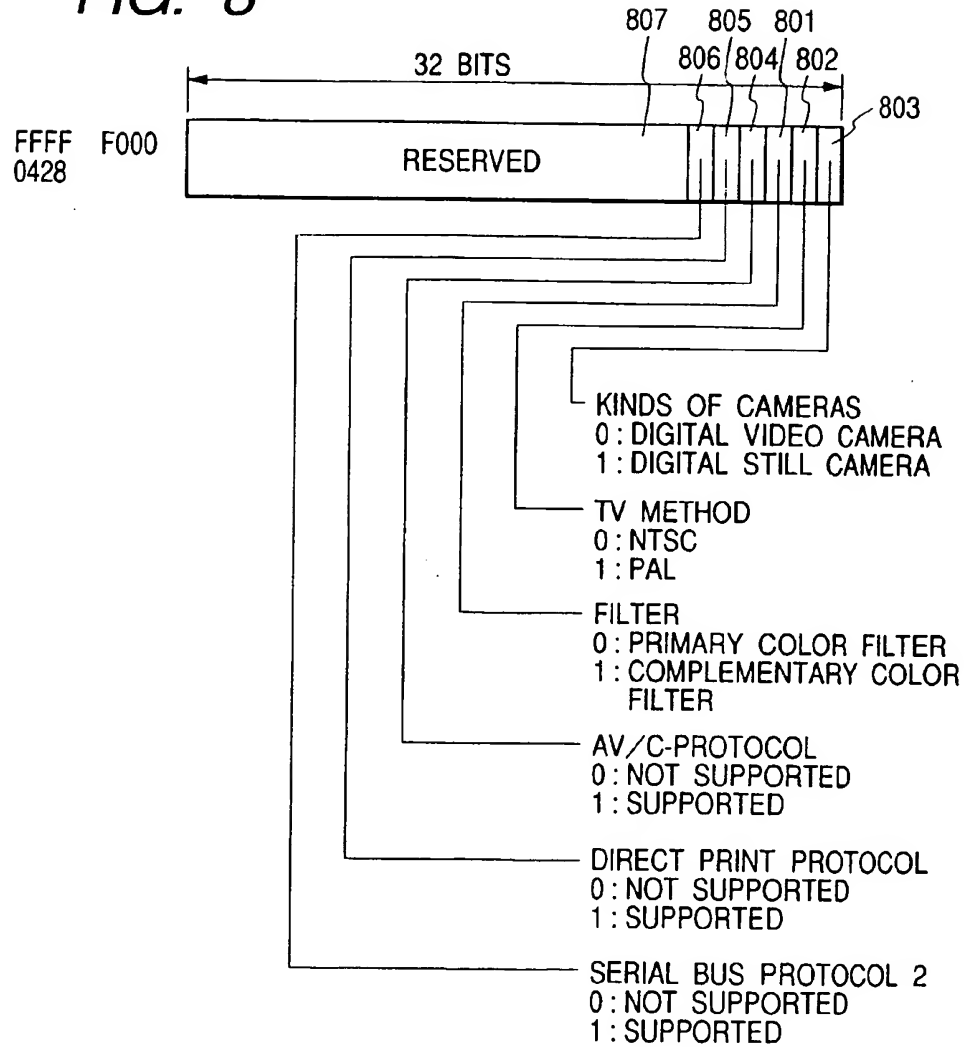 FIG. 8
807 805 801
32 BITS 806 804 802
803
FFFF F000
0428
RESERVED
KINDS OF CAMERAS
0 : DIGITAL VIDEO CAMERA
1 : DIGITAL STILL CAMERA
TV METHOD
0 : NTSC
1 : PAL
FILTER
0 : PRIMARY COLOR FILTER
1 : COMPLEMENTARY COLOR
FILTER
AV/C-PROTOCOL
0 : NOT SUPPORTED
1 : SUPPORTED
DIRECT PRINT PROTOCOL
0 : NOT SUPPORTED
1 : SUPPORTED
SERIAL BUS PROTOCOL 2
0 : NOT SUPPORTED
1 : SUPPORTED